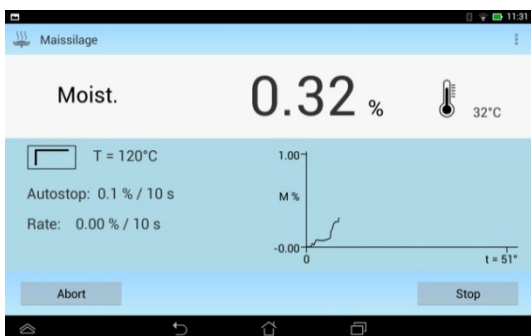 11:31
Maissilage
Moist. 0.32 % 32°C
T = 120°C
Autostop: 0.1 % / 10 s
Rate: 0.00 % / 10 s
1.00
M %
-0.00
0 t = 51"
Abort Stop